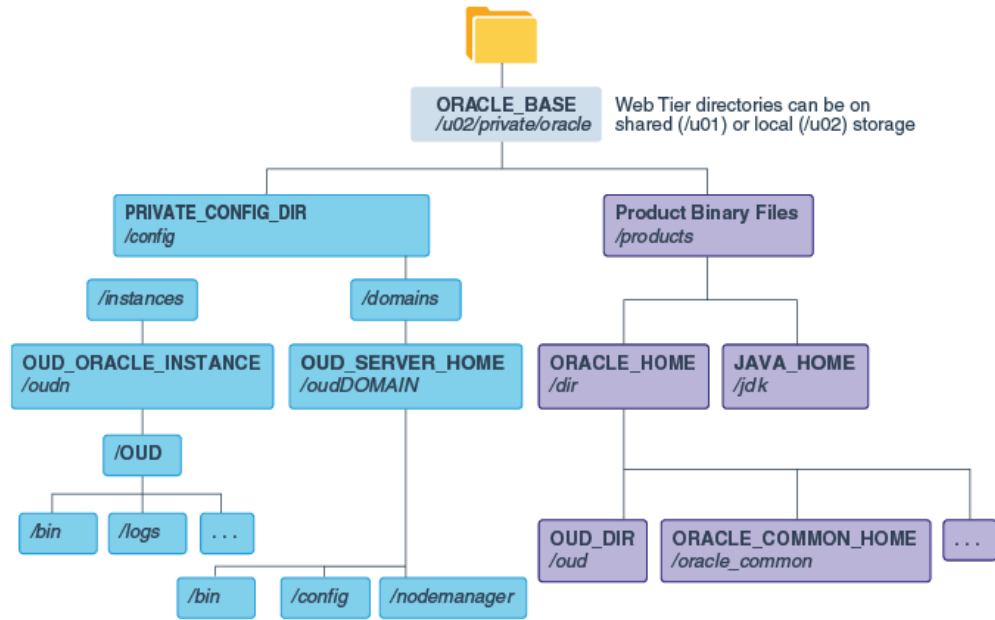 ORACLE_BASE
/u02/private/oracle
Web Tier directories can be on
shared (/u01) or local (/u02) storage
PRIVATE_CONFIG_DIR
/config
Product Binary Files
/products
/instances
/domains
OUD_ORACLE_INSTANCE
/oudn
OUD_SERVER_HOME
/oudDOMAIN
ORACLE_HOME
/dir
JAVA_HOME
/jdk
/OUD
/bin
/logs
...
OUD_DIR
/oud
ORACLE_COMMON_HOME
/oracle_common
...
/bin
/config
/nodemanager